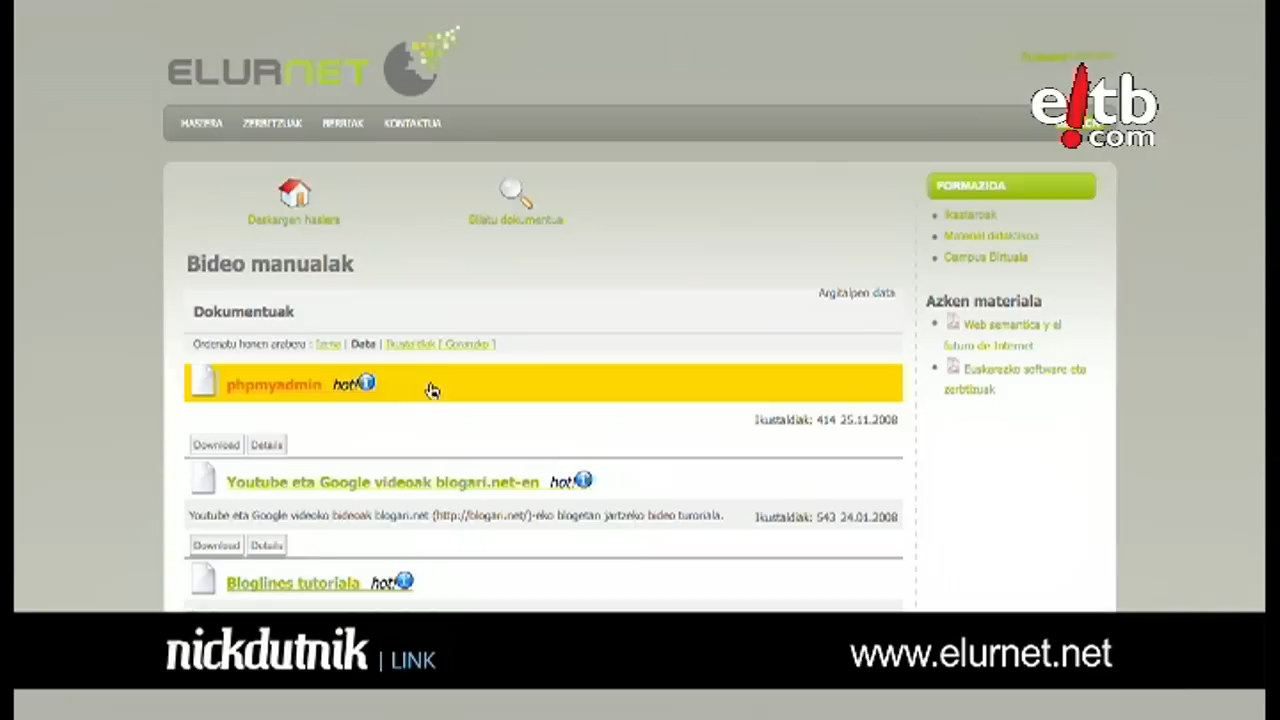 ELURNET
e!tb
.com
HASIERA ZERBITZUAK BERRIAK KONTAKTUA
Deskargen hasiera
Bilatu dokumentua
FORMAZIOA
Ikastaroak
Material didaktikoa
Campus Birtuala
Bideo manualak
Argitalpen data
Dokumentuak
Azken materiala
Web semantica y el
futuro de Internet
Ordenatu honen arabera : Izena | Data | Ikustaldiak [ Goranzko ]
Euskarazko software eta
zerbitzuak
phpmyadmin hot!
Ikustaldiak: 414 25.11.2008
Download Details
Youtube eta Google videoak blogari.net-en hot!
Youtube eta Google videoko bideoak blogari.net (http://blogari.net/)-eko blogetan jartzeko bideo turoriala.
Ikustaldiak: 543 24.01.2008
Download Details
Bloglines tutoriala hot!
nickdutnik | LINK
www.elurnet.net